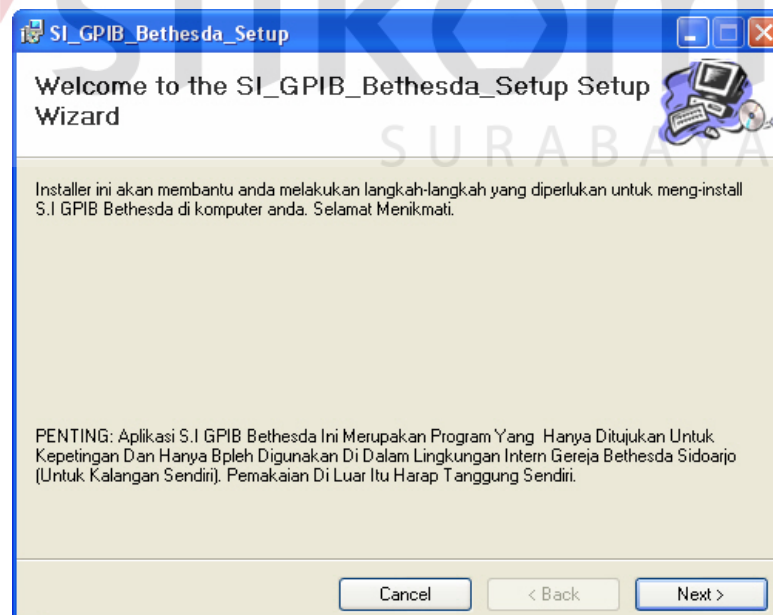 SI_GPIB_Bethesda_Setup
Welcome to the SI_GPIB_Bethesda_Setup Setup
Wizard
SURABAYA
Installer ini akan membantu anda melakukan langkah-langkah yang diperlukan untuk meng-install
S.I GPIB Bethesda di komputer anda. Selamat Menikmati.
PENTING: Aplikasi S.I GPIB Bethesda Ini Merupakan Program Yang Hanya Ditujukan Untuk
Kepetingan Dan Hanya Bpleh Digunakan Di Dalam Lingkungan Intern Gereja Bethesda Sidoarjo
(Untuk Kalangan Sendiri). Pemakaian Di Luar Itu Harap Tanggung Sendiri.
Cancel
< Back
Next >